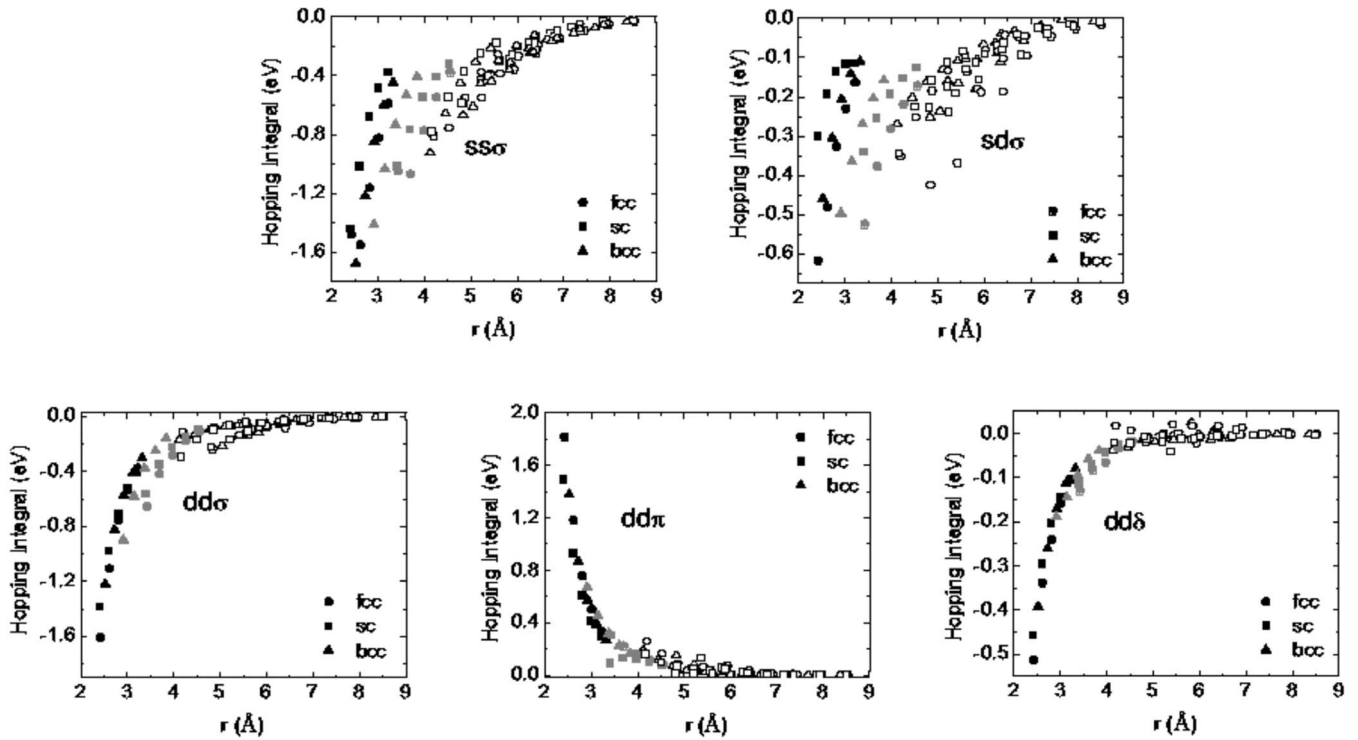 Hopping Integral (eV)
0.0
-0.4
-0.8
-1.2
-1.6
ssσ
fcc
sc
bcc
2 3 4 5 6 7 8 9
r (Å)
Hopping Integral (eV)
0.0
-0.1
-0.2
-0.3
-0.4
-0.5
-0.6
sdσ
fcc
sc
bcc
2 3 4 5 6 7 8 9
r (Å)
Hopping Integral (eV)
0.0
-0.4
-0.8
-1.2
-1.6
ddσ
fcc
sc
bcc
2 3 4 5 6 7 8 9
r (Å)
Hopping Integral (eV)
2.0
1.6
1.2
0.8
0.4
0.0
ddπ
fcc
sc
bcc
2 3 4 5 6 7 8 9
r (Å)
Hopping Integral (eV)
0.0
-0.1
-0.2
-0.3
-0.4
-0.5
ddδ
fcc
sc
bcc
2 3 4 5 6 7 8 9
r (Å)